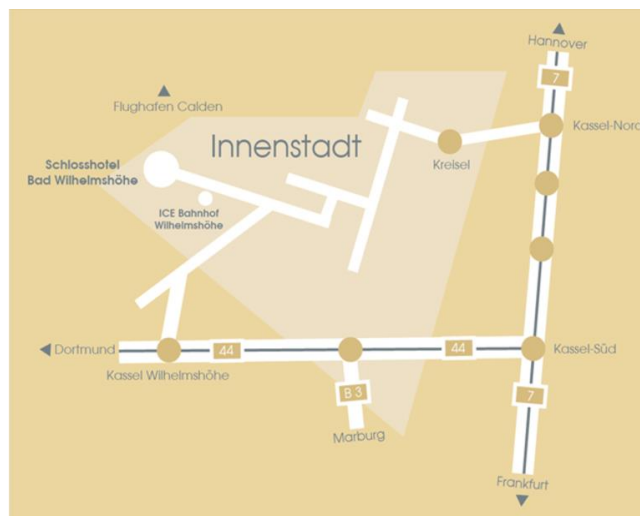 Hannover
7
Flughafen Calden
Kassel-Nord
Innenstadt
Kreisel
Schlosshotel
Bad Wilhelmshöhe
ICE Bahnhof
Wilhelmshöhe
Dortmund
44
44
Kassel-Süd
Kassel Wilhelmshöhe
B 3
7
Marburg
Frankfurt